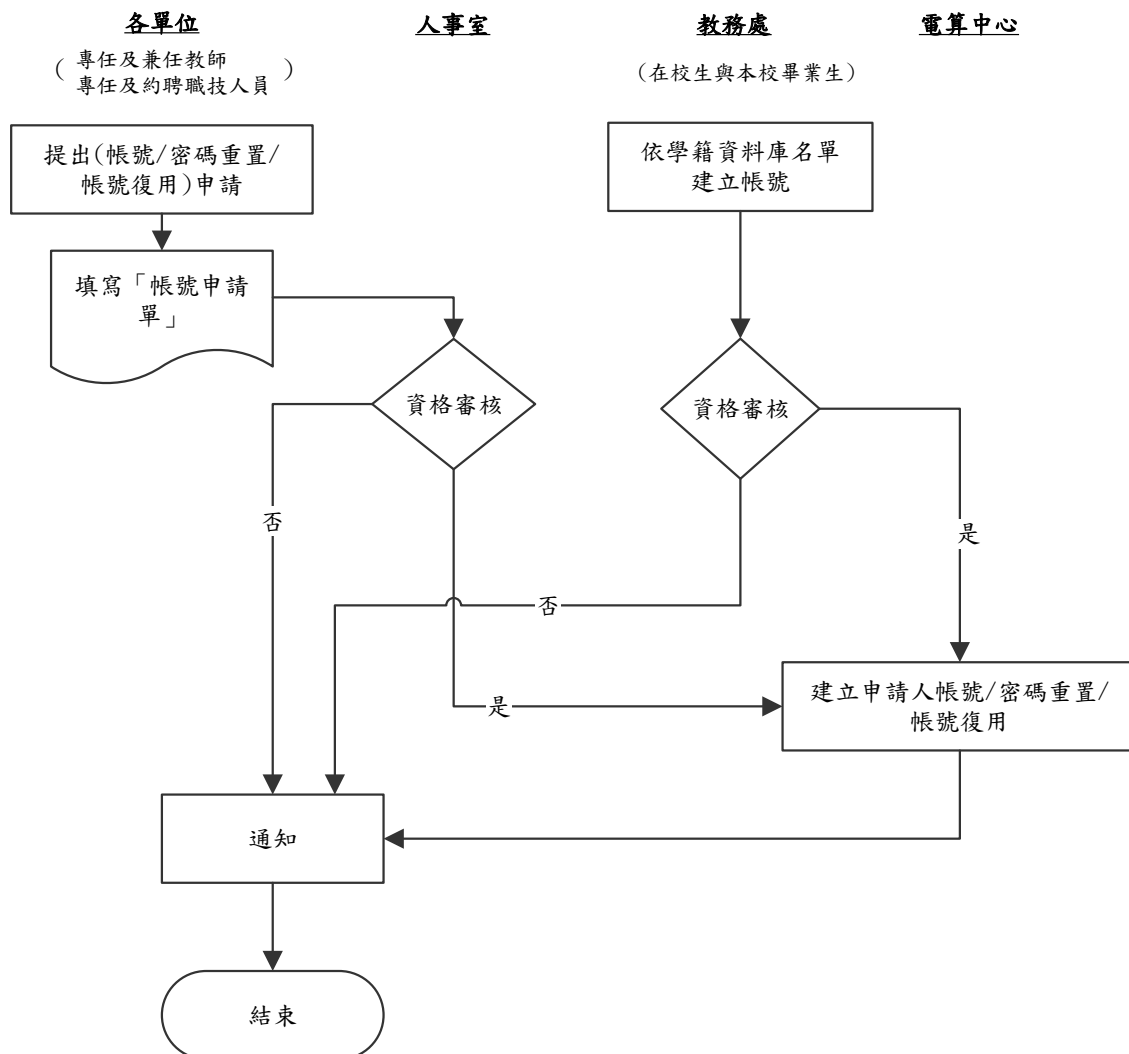 各單位
人事室
教務處
電算中心
( 專任及兼任教師
專任及約聘職技人員 )
(在校生與本校畢業生)
提出(帳號/密碼重置/
帳號復用)申請
依學籍資料庫名單
建立帳號
填寫「帳號申請
單」
資格審核
資格審核
否
是
否
建立申請人帳號/密碼重置/
帳號復用
是
通知
結束